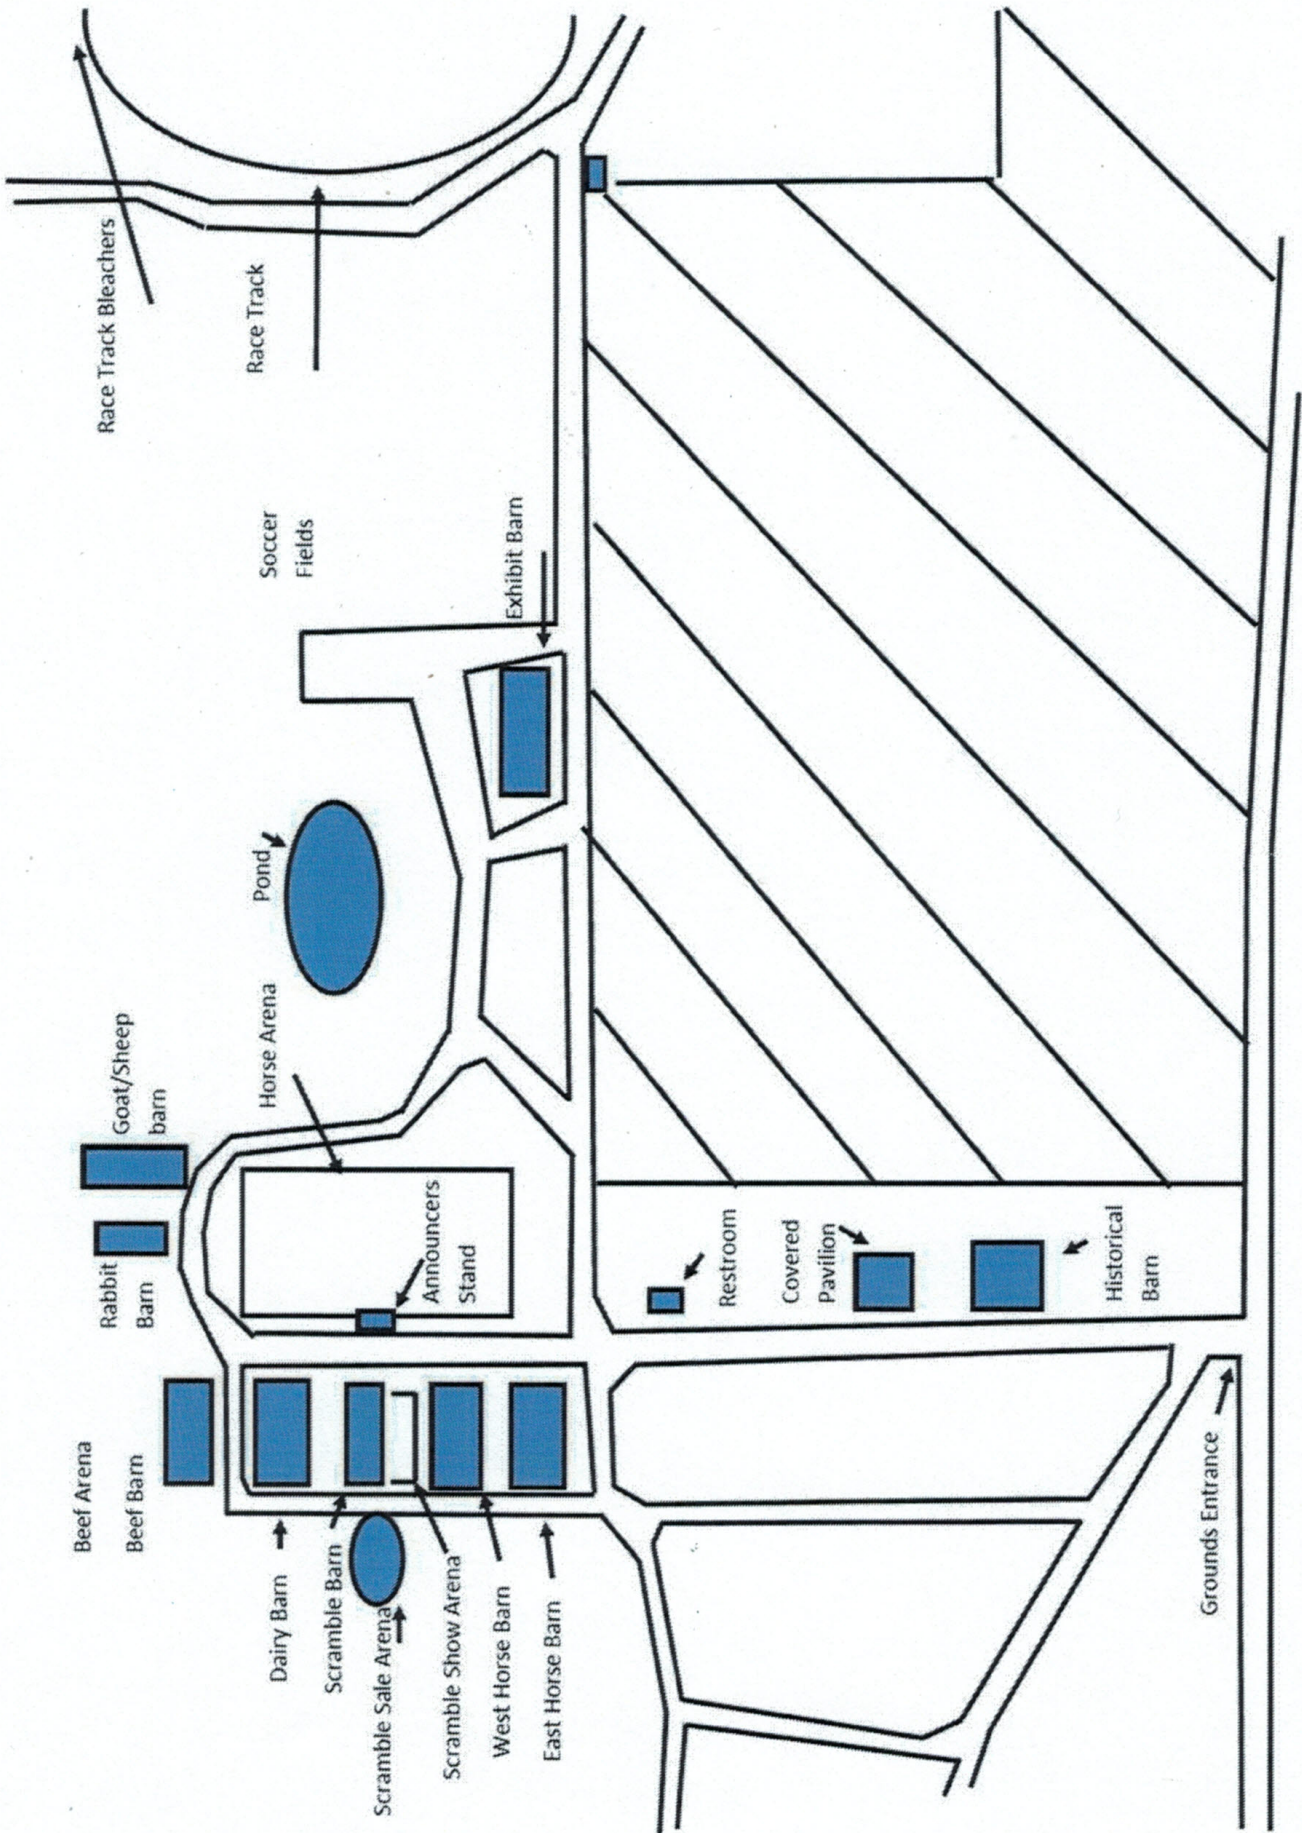 Race Track Bleachers
Race Track
Soccer
Fields
Exhibit Barn
Pond
Horse Arena
Goat/Sheep
barn
Rabbit
Barn
Announcers
Stand
Restroom
Covered
Pavilion
Historical
Barn
Beef Arena
Beef Barn
Dairy Barn
Scramble Barn
Scramble Sale Arena
Scramble Show Arena
West Horse Barn
East Horse Barn
Grounds Entrance